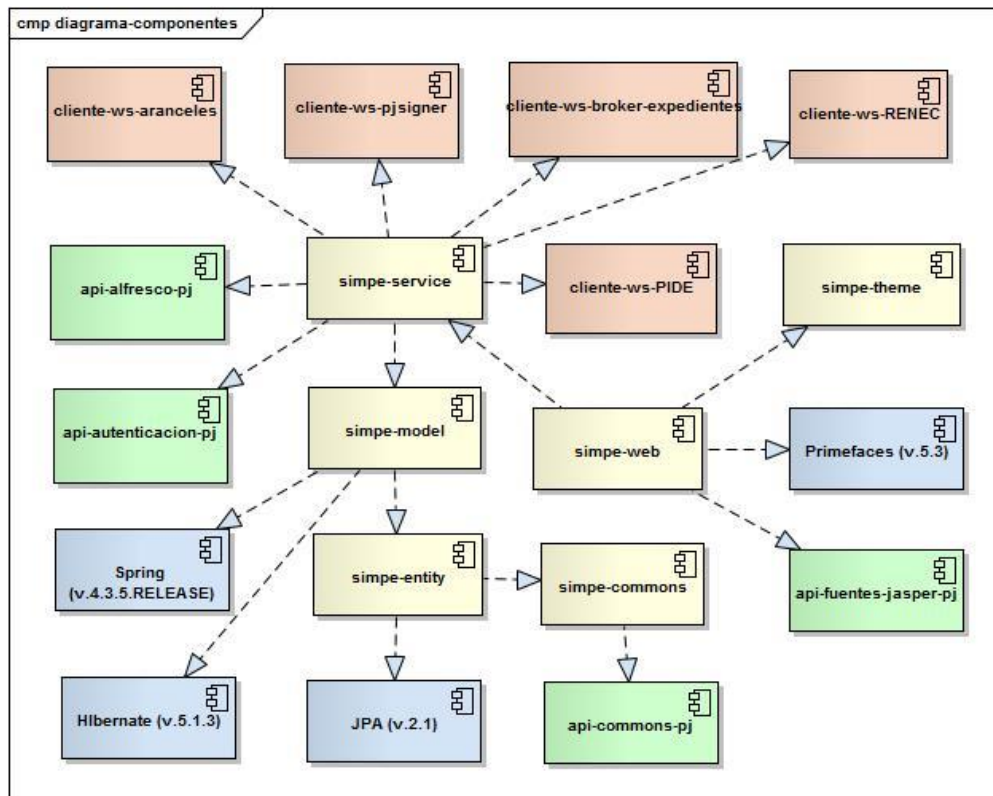 cmp diagrama-componentes
cliente-ws-aranceles
cliente-ws-pjsigner
cliente-ws-broker-expedientes
cliente-ws-RENEC
api-alfresco-pj
simpe-service
cliente-ws-PIDE
simpe-theme
api-autenticacion-pj
simpe-model
simpe-web
Primefaces (v.5.3)
Spring
(v.4.3.5.RELEASE)
simpe-entity
simpe-commons
api-fuentes-jasper-pj
HIbernate (v.5.1.3)
JPA (v.2.1)
api-commons-pj